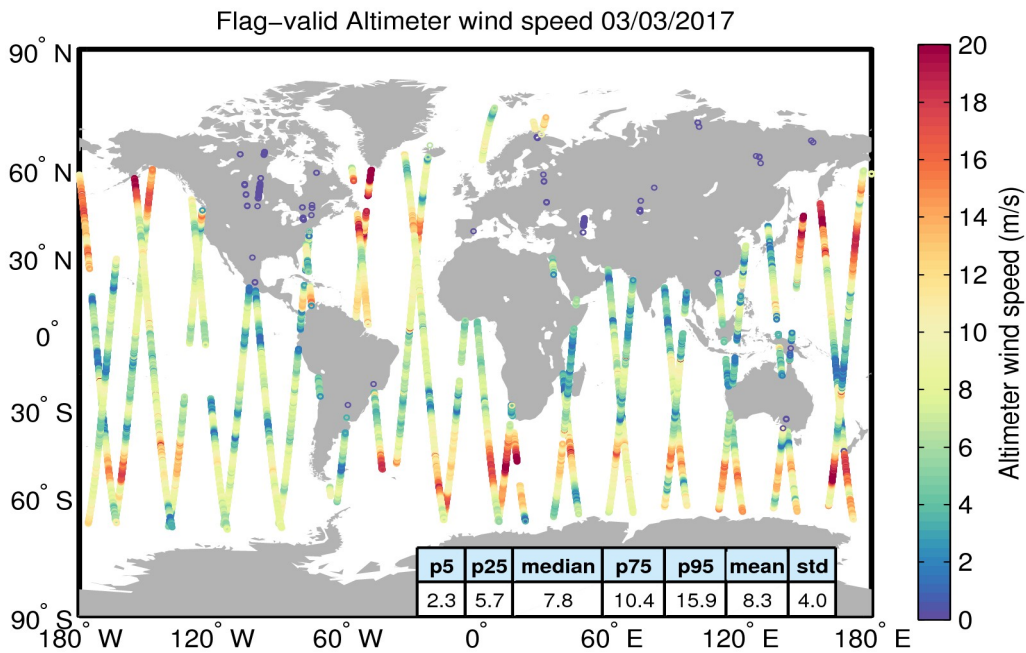 Flag−valid Altimeter wind speed 03/03/2017
90° N
60° N
30° N
0°
30° S
60° S
90° S
180° W
120° W
60° W
0°
60° E
120° E
180° E
p5 p25 median p75 p95 mean std
2.3 5.7 7.8 10.4 15.9 8.3 4.0
20
18
16
14
12
10
8
6
4
2
0
Altimeter wind speed (m/s)